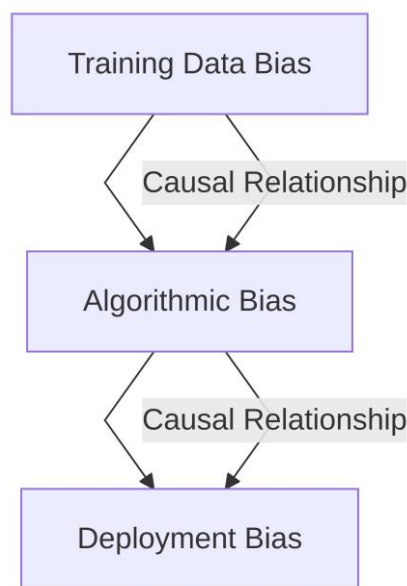 Training Data Bias
Causal Relationship
Algorithmic Bias
Causal Relationship
Deployment Bias